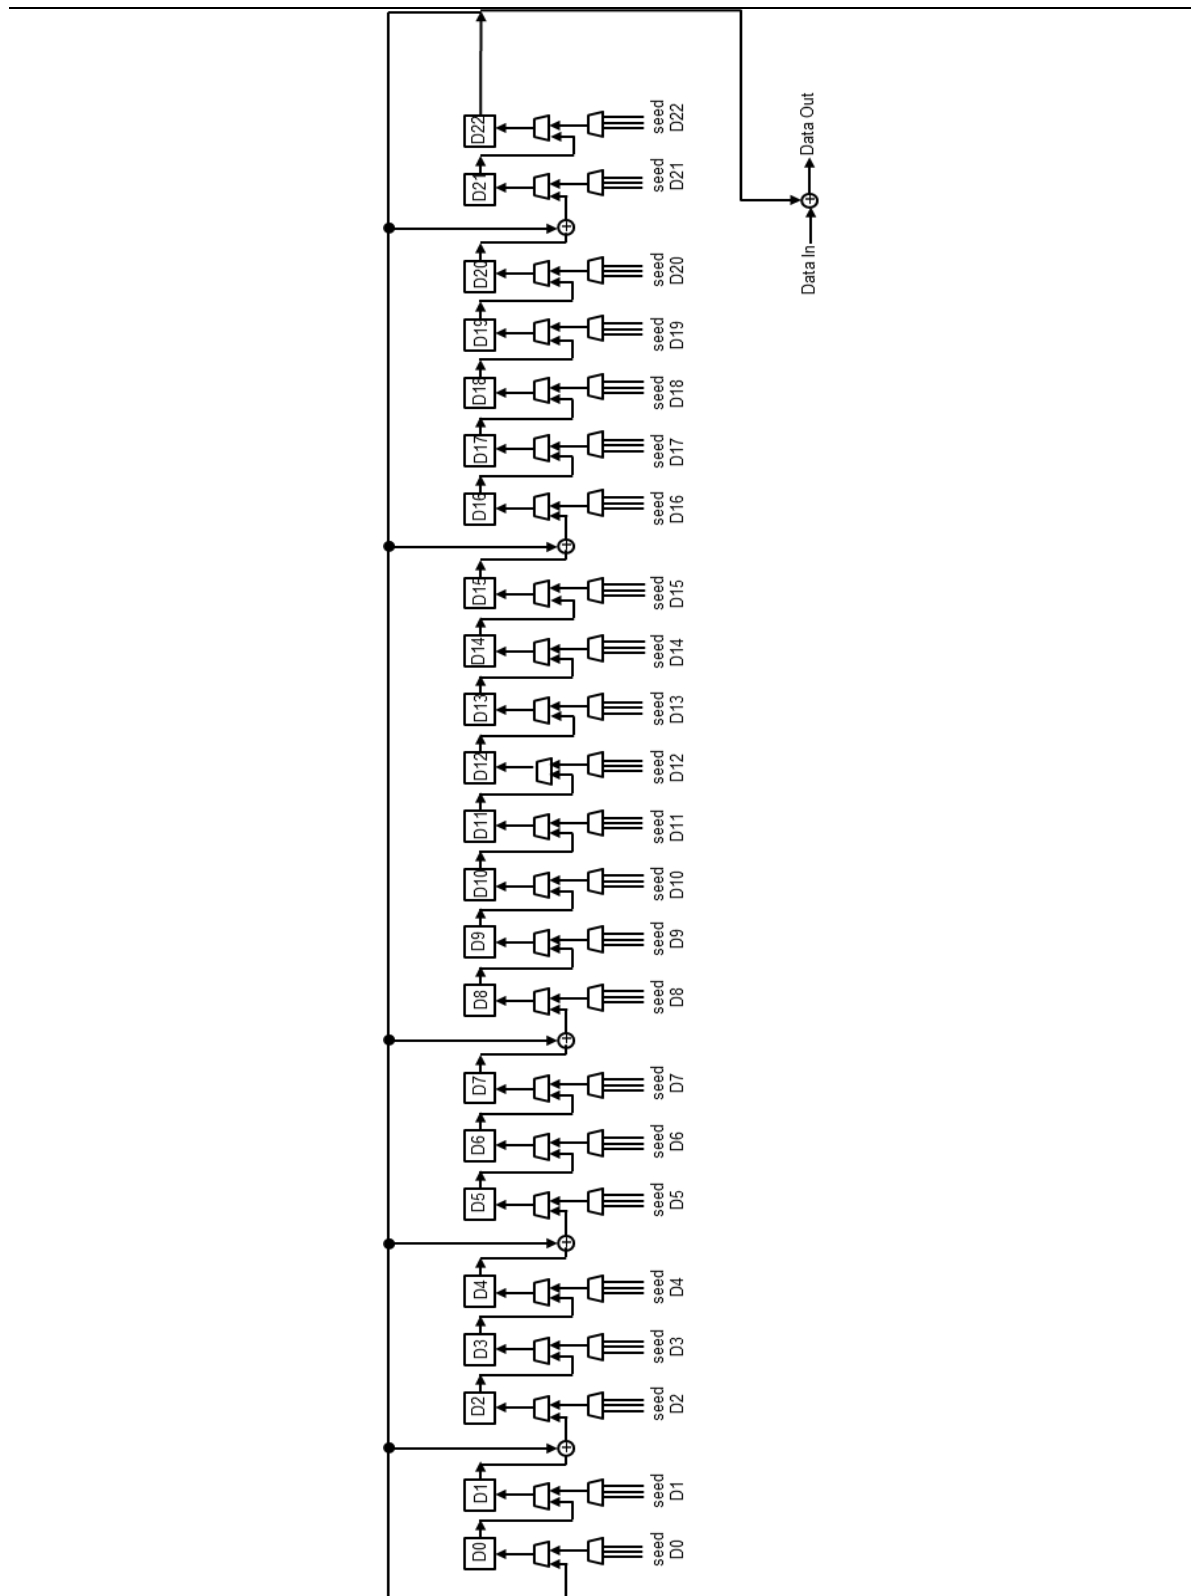 D0
D1
D2
D3
D4
D5
D6
D7
D8
D9
D10
D11
D12
D13
D14
D15
D16
D17
D18
D19
D20
D21
D22
seed
D0
seed
D1
seed
D2
seed
D3
seed
D4
seed
D5
seed
D6
seed
D7
seed
D8
seed
D9
seed
D10
seed
D11
seed
D12
seed
D13
seed
D14
seed
D15
seed
D16
seed
D17
seed
D18
seed
D19
seed
D20
seed
D21
seed
D22
Data In
Data Out